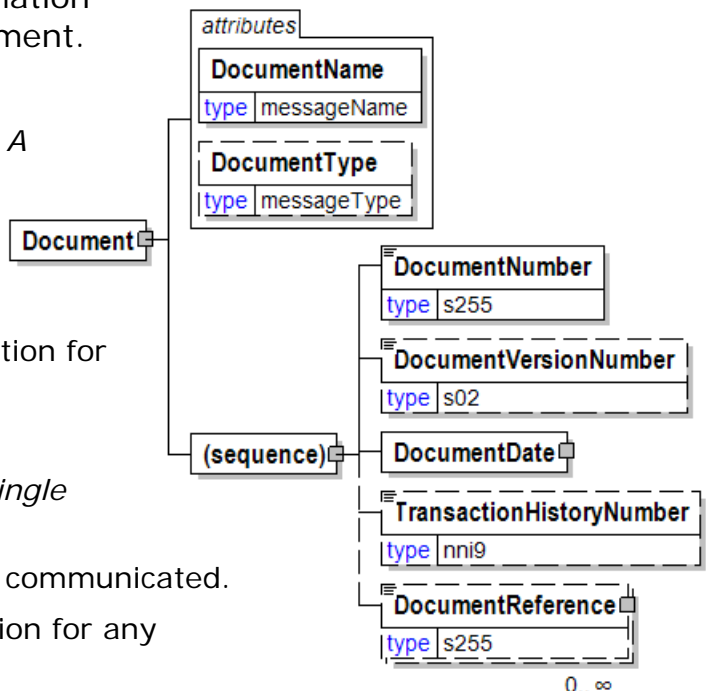 mation
ment.
A
tion for
ingle
communicated.
ion for any
attributes
DocumentName
type messageName
DocumentType
type messageType
Document
(sequence)
DocumentNumber
type s255
DocumentVersionNumber
type s02
DocumentDate
TransactionHistoryNumber
type nni9
DocumentReference
type s255
0 ∞